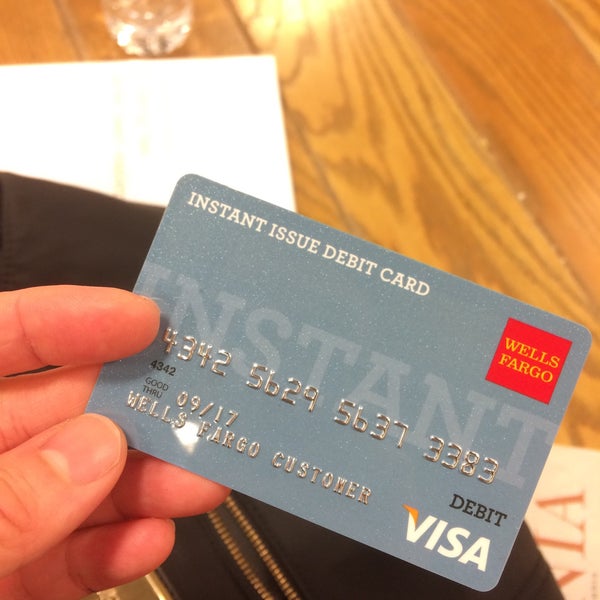 INSTANT ISSUE DEBIT CARD
INSTANT
WELLS
FARGO
4342 5629 5637 3383
4342
GOOD
THRU 09/17
WELLS FARGO CUSTOMER
DEBIT
VISA
NIA